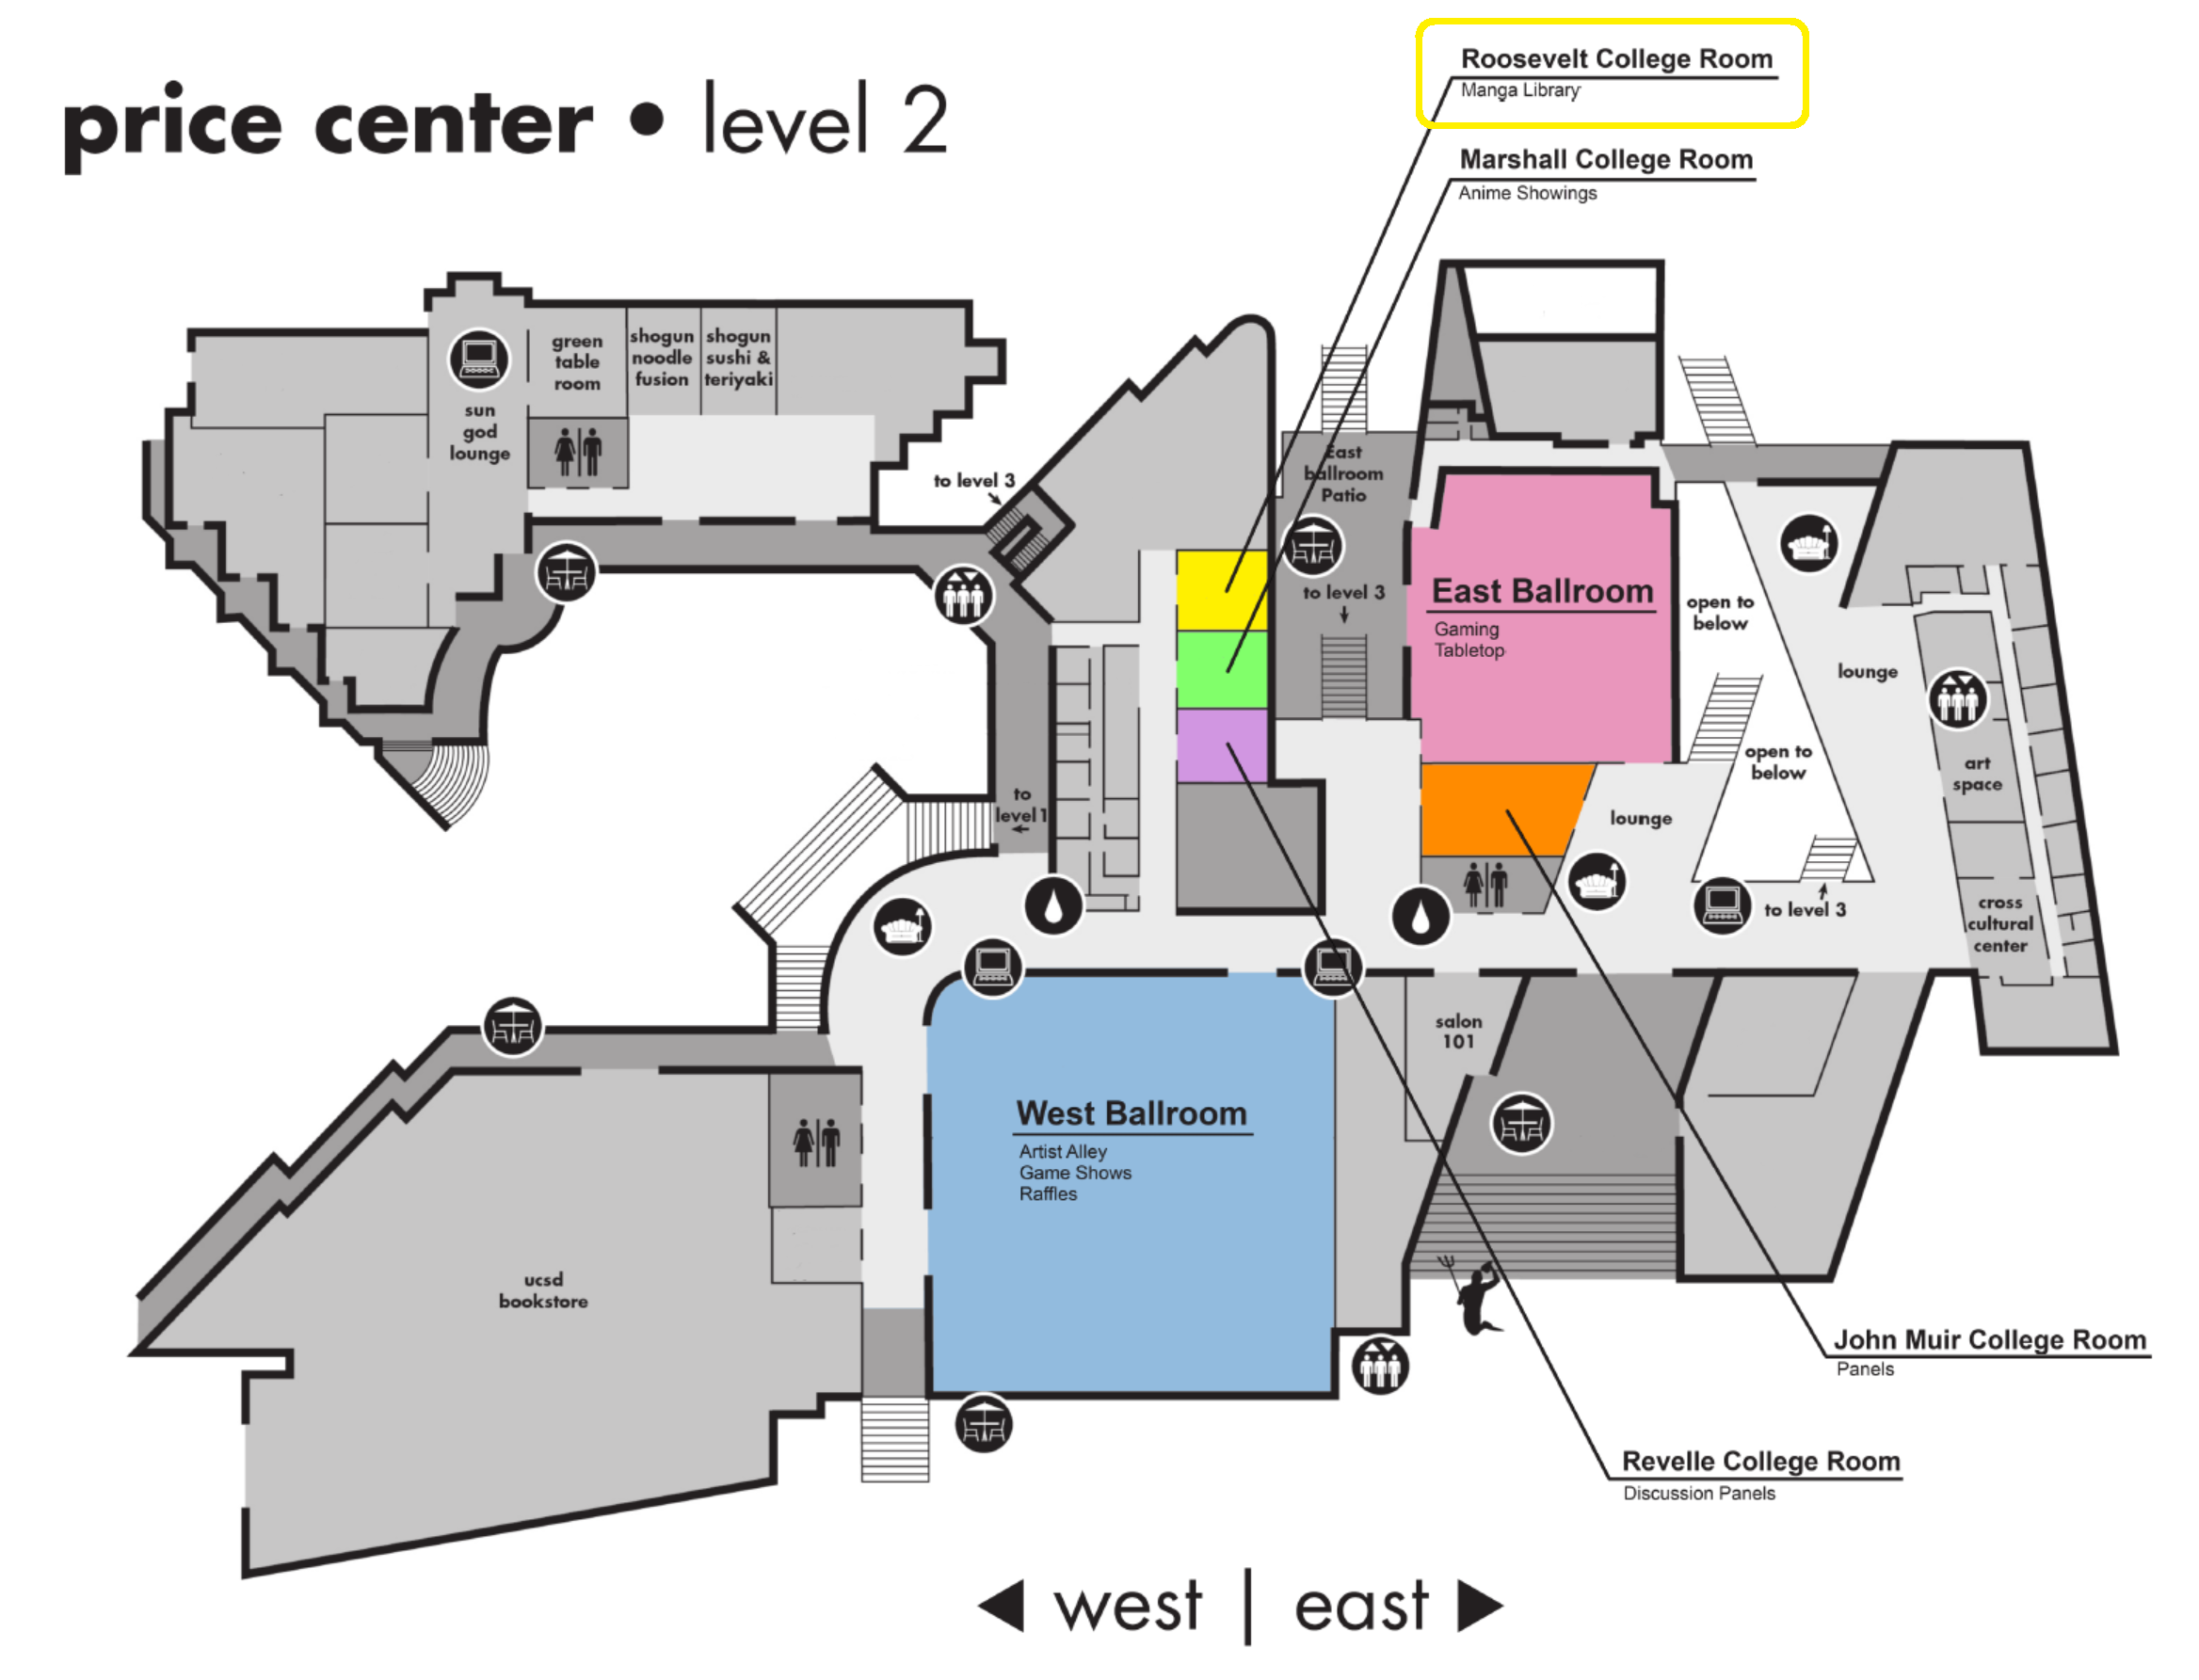 price center • level 2
Roosevelt College Room
Manga Library
Marshall College Room
Anime Showings
sun
god
lounge
green
table
room
shogun
noodle
fusion
shogun
sushi &
teriyaki
to level 3
East
ballroom
Patio
to level 3
East Ballroom
Gaming
Tabletop
open to
below
lounge
open to
below
art
space
to
level 1
lounge
to level 3
cross
cultural
center
salon
101
West Ballroom
Artist Alley
Game Shows
Raffles
ucsd
bookstore
John Muir College Room
Panels
Revelle College Room
Discussion Panels
west | east